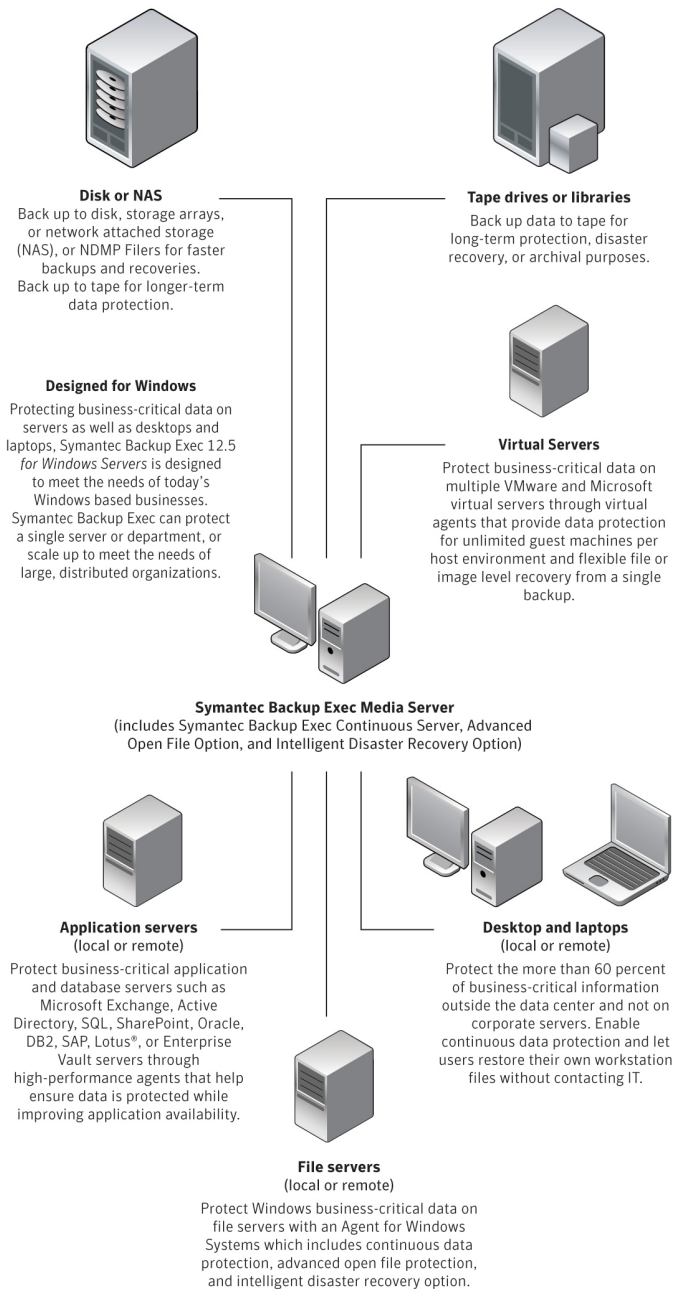 Disk or NAS
Back up to disk, storage arrays,
or network attached storage
(NAS), or NDMP Filers for faster
backups and recoveries.
Back up to tape for longer-term
data protection.
Tape drives or libraries
Back up data to tape for
long-term protection, disaster
recovery, or archival purposes.
Designed for Windows
Protecting business-critical data on
servers as well as desktops and
laptops, Symantec Backup Exec 12.5
for Windows Servers is designed
to meet the needs of today's
Windows based businesses.
Symantec Backup Exec can protect
a single server or department, or
scale up to meet the needs of
large, distributed organizations.
Virtual Servers
Protect business-critical data on
multiple VMware and Microsoft
virtual servers through virtual
agents that provide data protection
for unlimited guest machines per
host environment and flexible file or
image level recovery from a single
backup.
Symantec Backup Exec Media Server
(includes Symantec Backup Exec Continuous Server, Advanced
Open File Option, and Intelligent Disaster Recovery Option)
Application servers
(local or remote)
Protect business-critical application
and database servers such as
Microsoft Exchange, Active
Directory, SQL, SharePoint, Oracle,
DB2, SAP, Lotus®, or Enterprise
Vault servers through
high-performance agents that help
ensure data is protected while
improving application availability.
Desktop and laptops
(local or remote)
Protect the more than 60 percent
of business-critical information
outside the data center and not on
corporate servers. Enable
continuous data protection and let
users restore their own workstation
files without contacting IT.
File servers
(local or remote)
Protect Windows business-critical data on
file servers with an Agent for Windows
Systems which includes continuous data
protection, advanced open file protection,
and intelligent disaster recovery option.